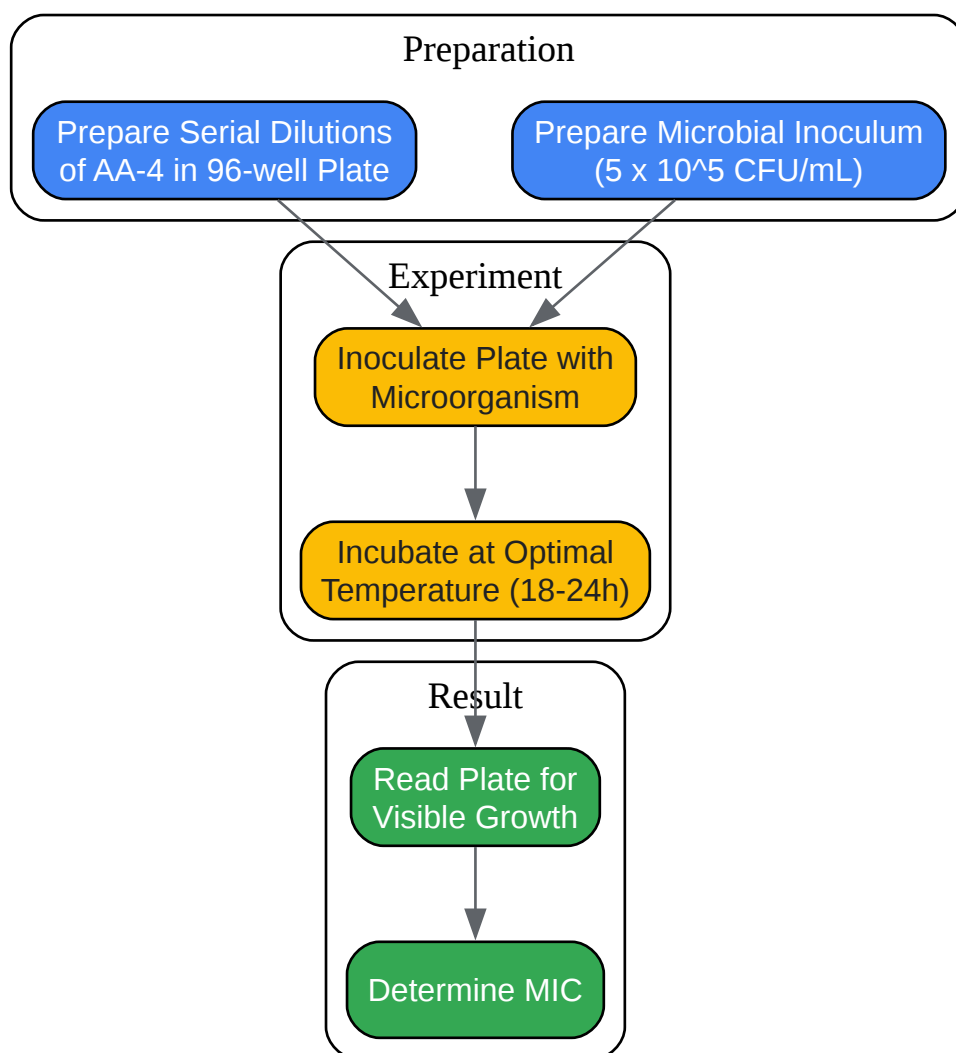 Preparation
Prepare Serial Dilutions
of AA-4 in 96-well Plate
Prepare Microbial Inoculum
(5 x 10^5 CFU/mL)
Experiment
Inoculate Plate with
Microorganism
Incubate at Optimal
Temperature (18-24h)
Result
Read Plate for
Visible Growth
Determine MIC